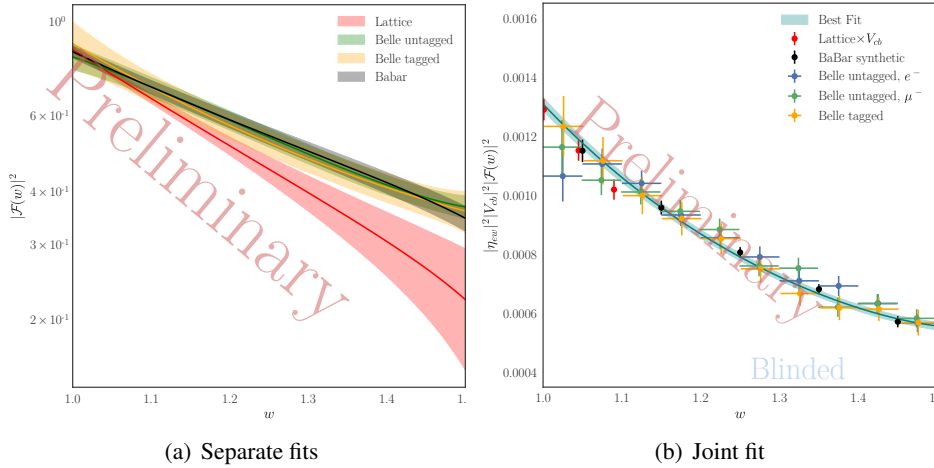 10⁰
6 × 10⁻¹
4 × 10⁻¹
3 × 10⁻¹
2 × 10⁻¹
|𝓕(w)|²
1.0 1.1 1.2 1.3 1.4 1.
w
Lattice
Belle untagged
Belle tagged
Babar
Preliminary
(a) Separate fits
0.0016
0.0014
0.0012
0.0010
0.0008
0.0006
0.0004
|η_ew|²|V_cb|²|𝓕(w)|²
1.0 1.1 1.2 1.3 1.4 1.
w
Best Fit
Lattice×V_cb
BaBar synthetic
Belle untagged, e⁻
Belle untagged, μ⁻
Belle tagged
Preliminary
Blinded
(b) Joint fit